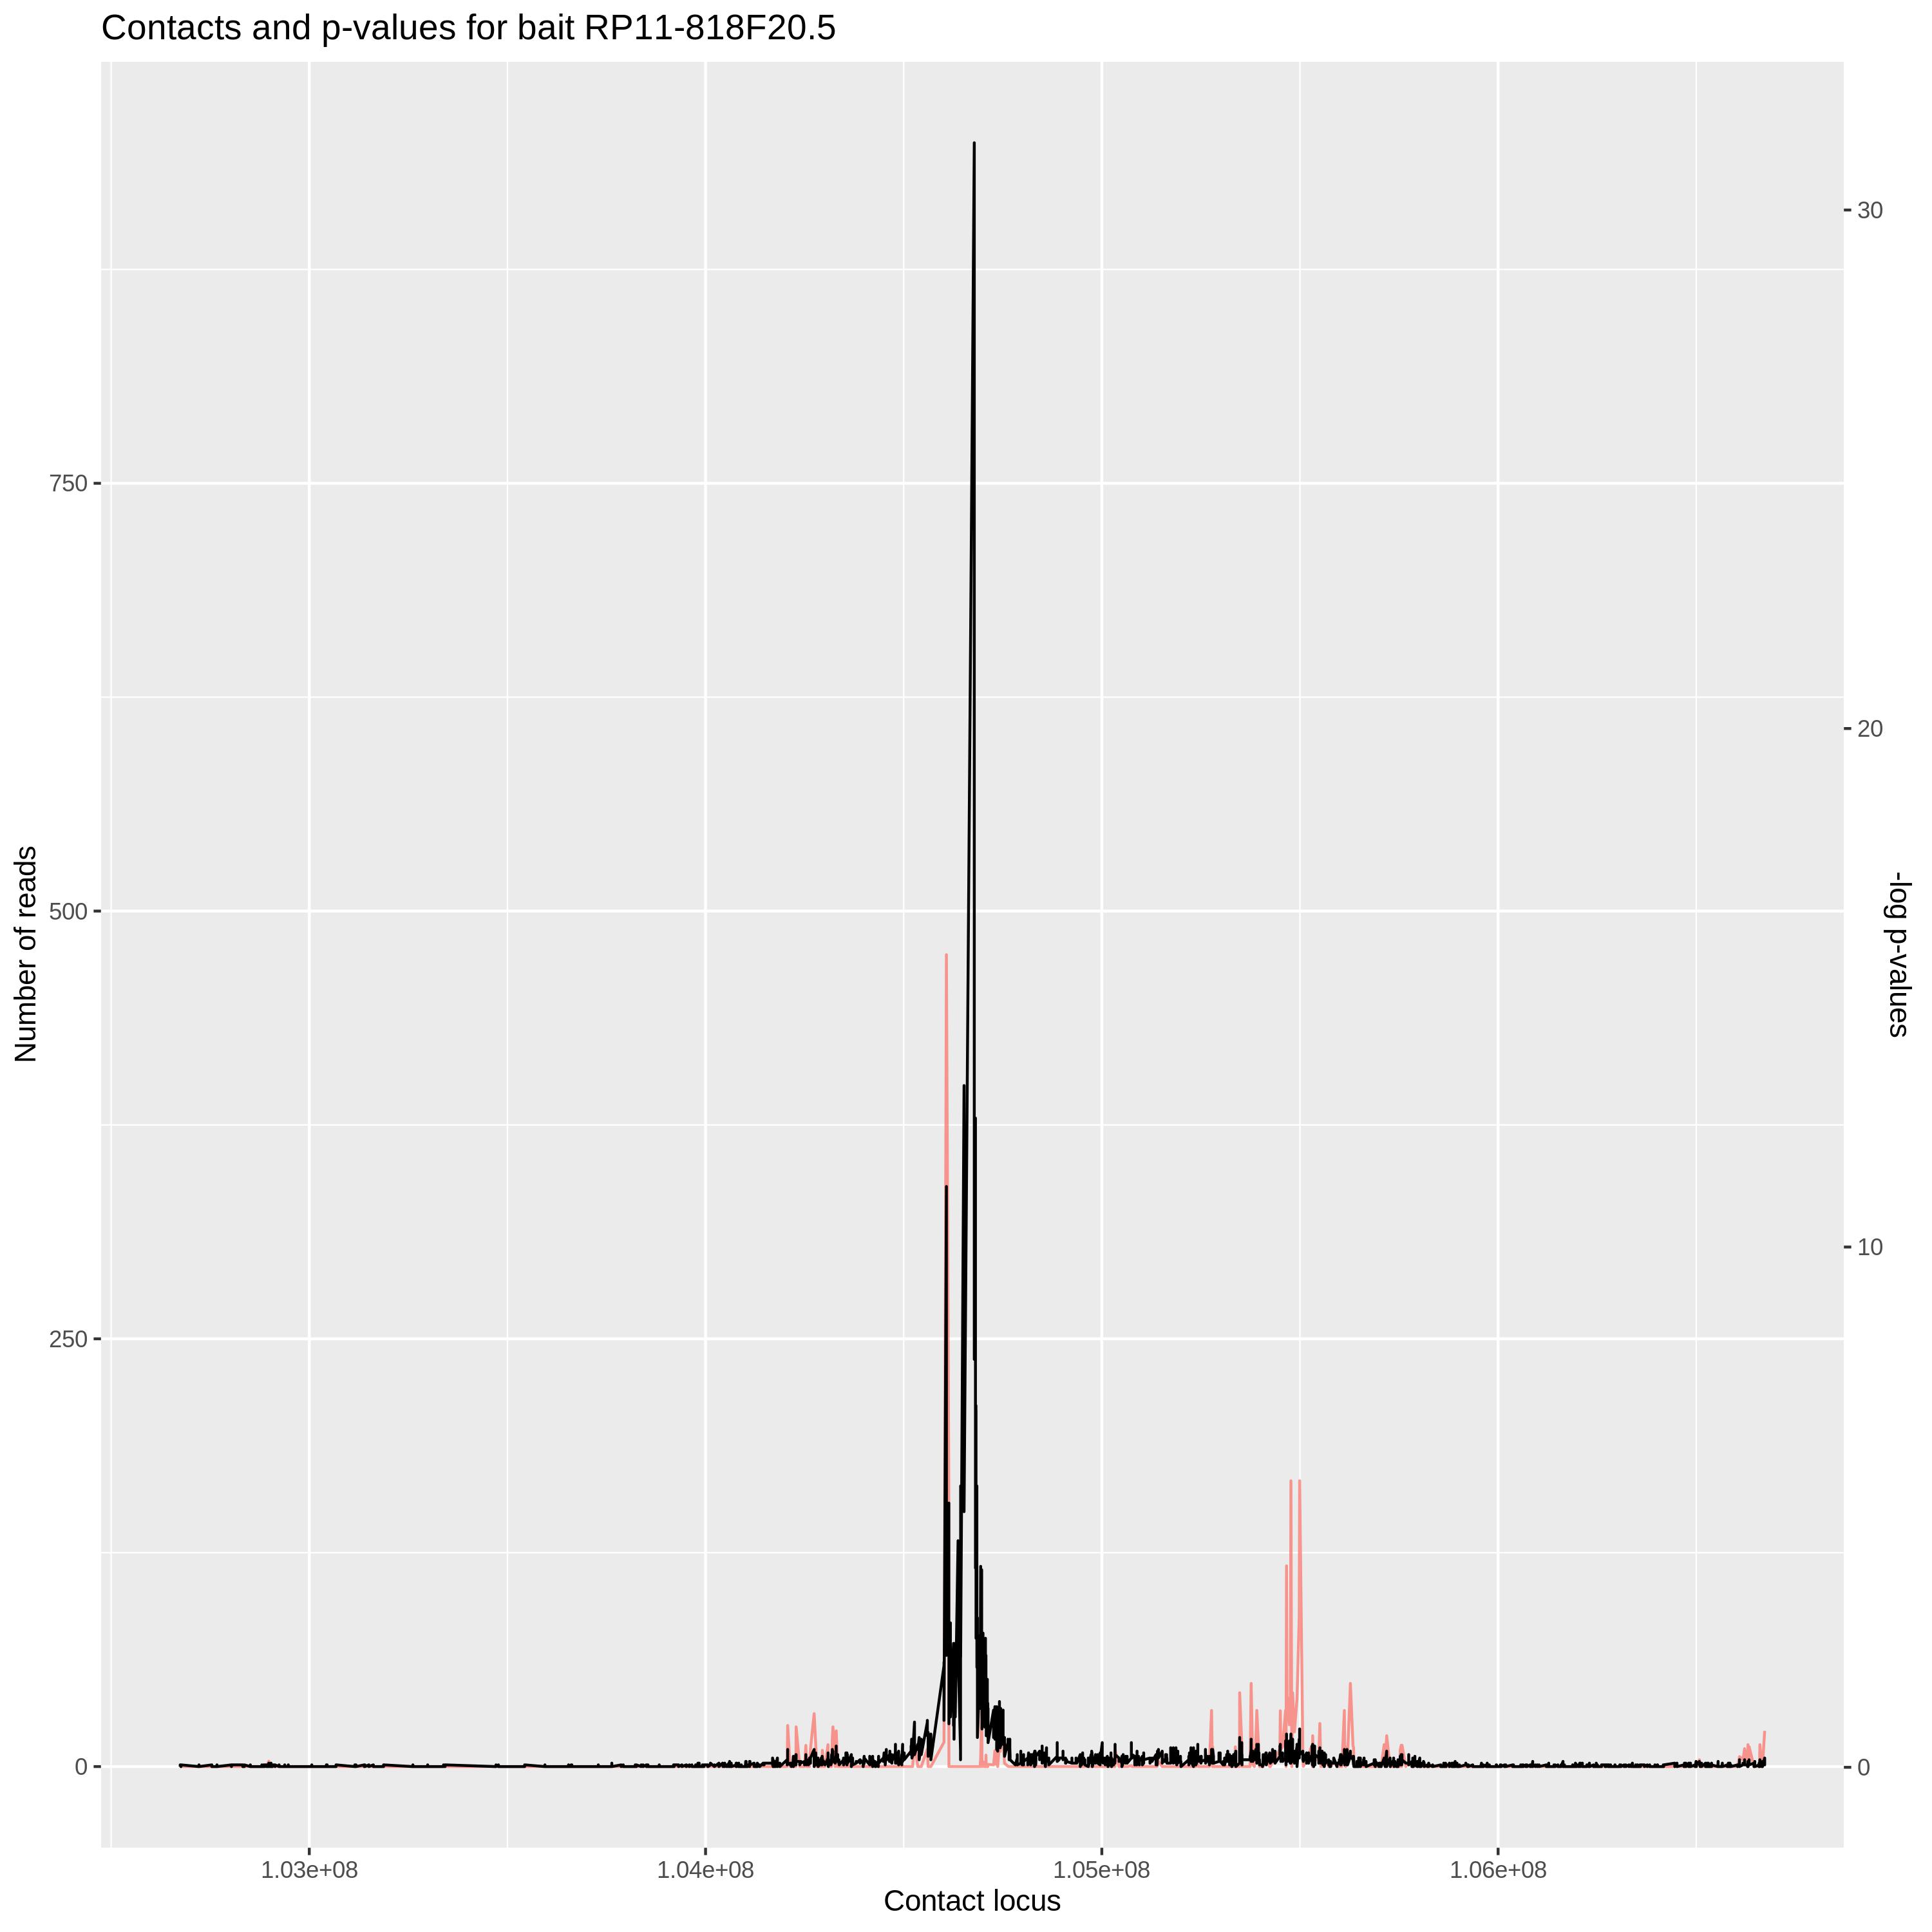 Contacts and p-values for bait RP11-818F20.5
Number of reads
750
500
250
0
30
20
10
0
-log p-values
1.03e+08 1.04e+08 1.05e+08 1.06e+08
Contact locus